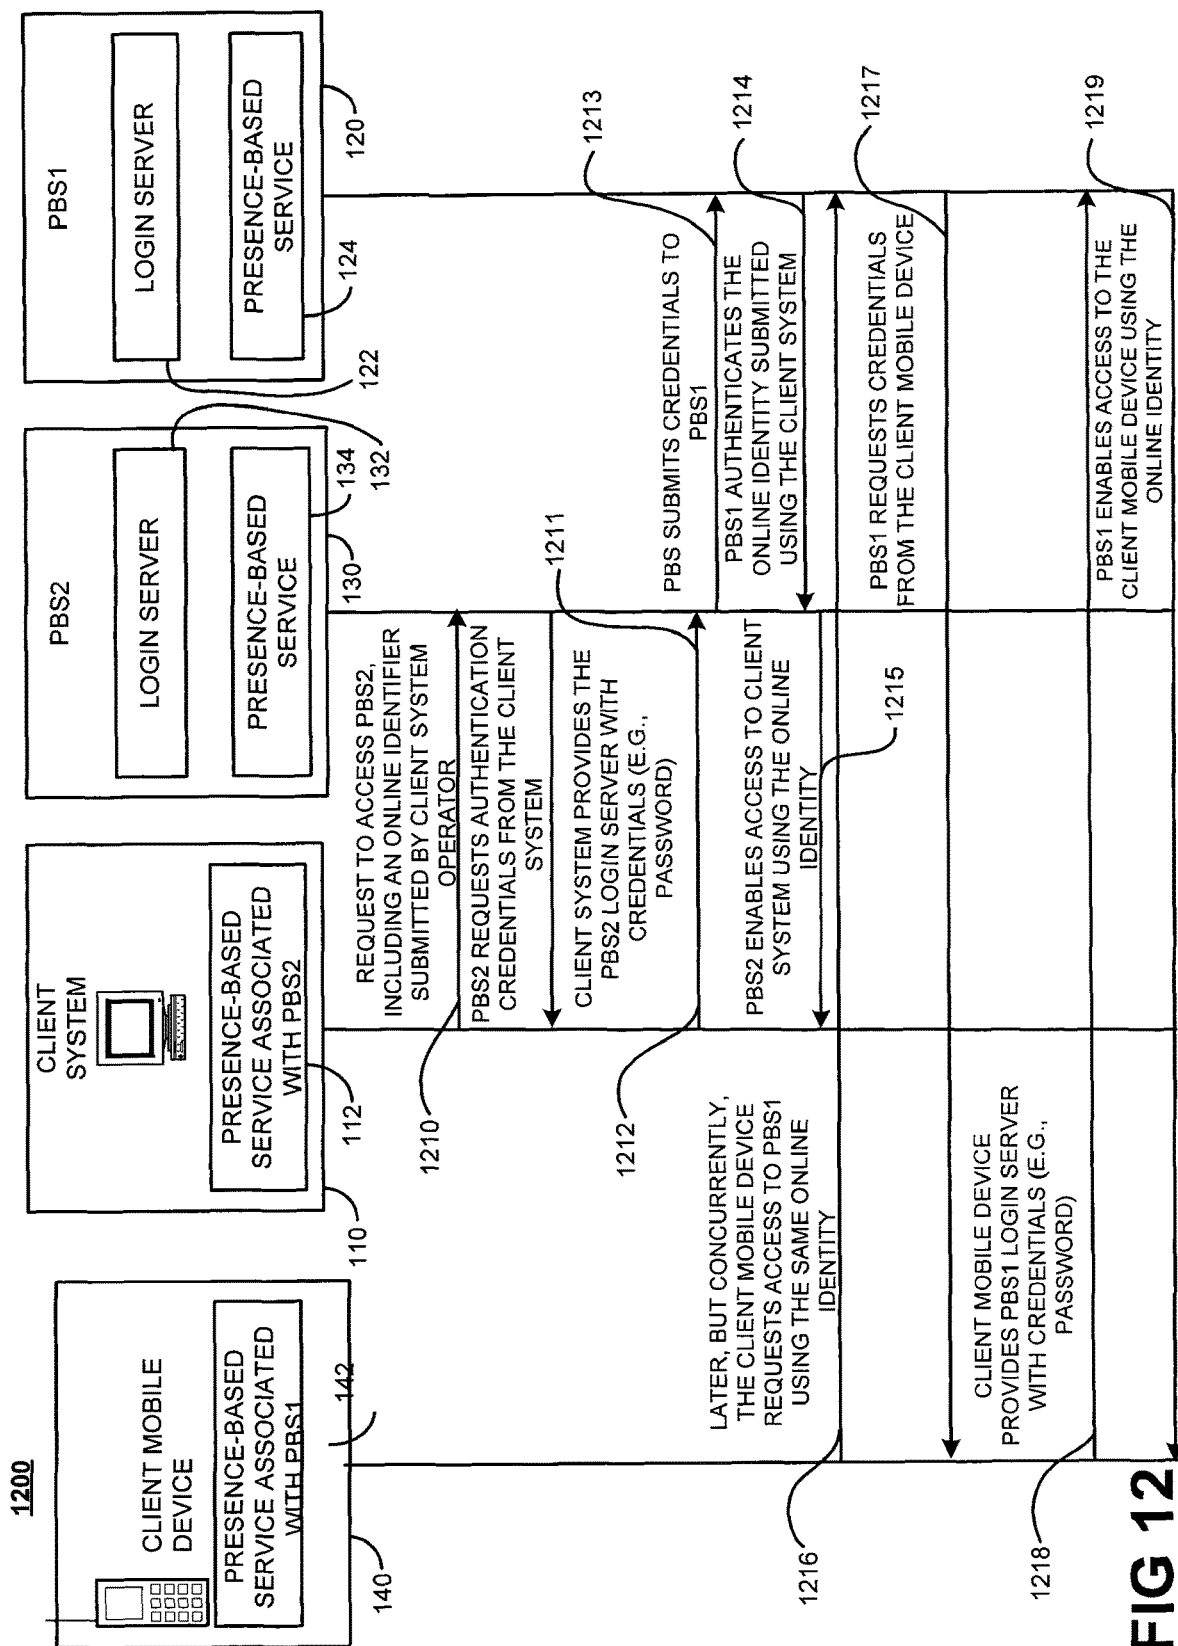 1200
CLIENT MOBILE
DEVICE
PRESENCE-BASED
SERVICE ASSOCIATED
WITH PBS1
142
140
CLIENT
SYSTEM
PRESENCE-BASED
SERVICE ASSOCIATED
WITH PBS2
112
110
PBS2
LOGIN SERVER
PRESENCE-BASED
SERVICE
134
132
130
PBS1
LOGIN SERVER
PRESENCE-BASED
SERVICE
124
122
120
REQUEST TO ACCESS PBS2,
INCLUDING AN ONLINE IDENTIFIER
SUBMITTED BY CLIENT SYSTEM
OPERATOR
1210
PBS2 REQUESTS AUTHENTICATION
CREDENTIALS FROM THE CLIENT
SYSTEM
1211
CLIENT SYSTEM PROVIDES THE
PBS2 LOGIN SERVER WITH
CREDENTIALS (E.G.,
PASSWORD)
1212
PBS SUBMITS CREDENTIALS TO
PBS1
1213
PBS1 AUTHENTICATES THE
ONLINE IDENTITY SUBMITTED
USING THE CLIENT SYSTEM
1214
PBS2 ENABLES ACCESS TO CLIENT
SYSTEM USING THE ONLINE
IDENTITY
1215
LATER, BUT CONCURRENTLY,
THE CLIENT MOBILE DEVICE
REQUESTS ACCESS TO PBS1
USING THE SAME ONLINE
IDENTITY
1216
PBS1 REQUESTS CREDENTIALS
FROM THE CLIENT MOBILE DEVICE
1217
CLIENT MOBILE DEVICE
PROVIDES PBS1 LOGIN SERVER
WITH CREDENTIALS (E.G.,
PASSWORD)
1218
PBS1 ENABLES ACCESS TO THE
CLIENT MOBILE DEVICE USING THE
ONLINE IDENTITY
1219
FIG 12